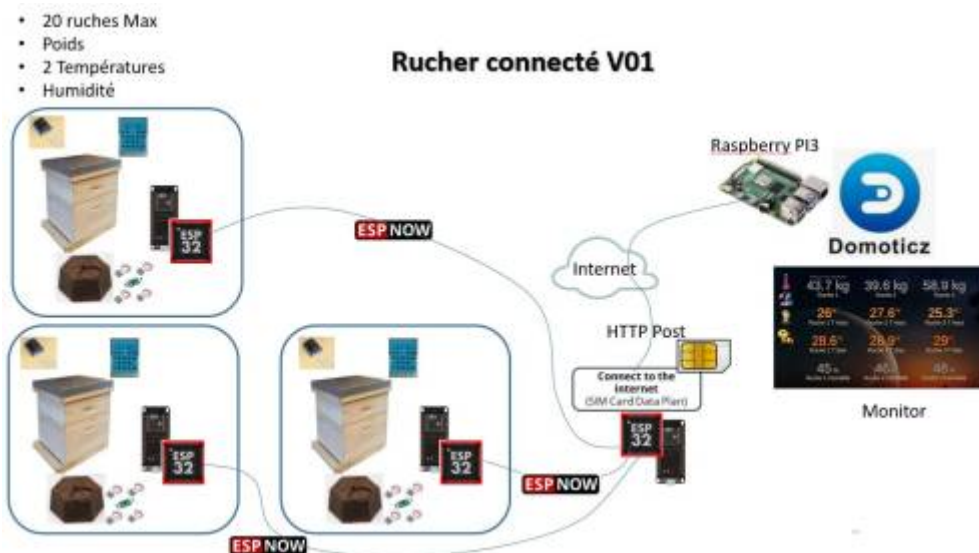 • 20 ruches Max
• Poids
• 2 Températures
• Humidité
Rucher connecté V01
ESP
32
ESP NOW
Raspberry PI3
Domoticz
Internet
HTTP Post
Connect to the
internet
(SIM Card Data Plan)
ESP
32
43.7 kg 39.6 kg 58.9 kg
26° 27.6° 25.3°
28.6° 28.9° 29°
45 46 46
Monitor
ESP
32
ESP
32
ESP NOW
ESP NOW